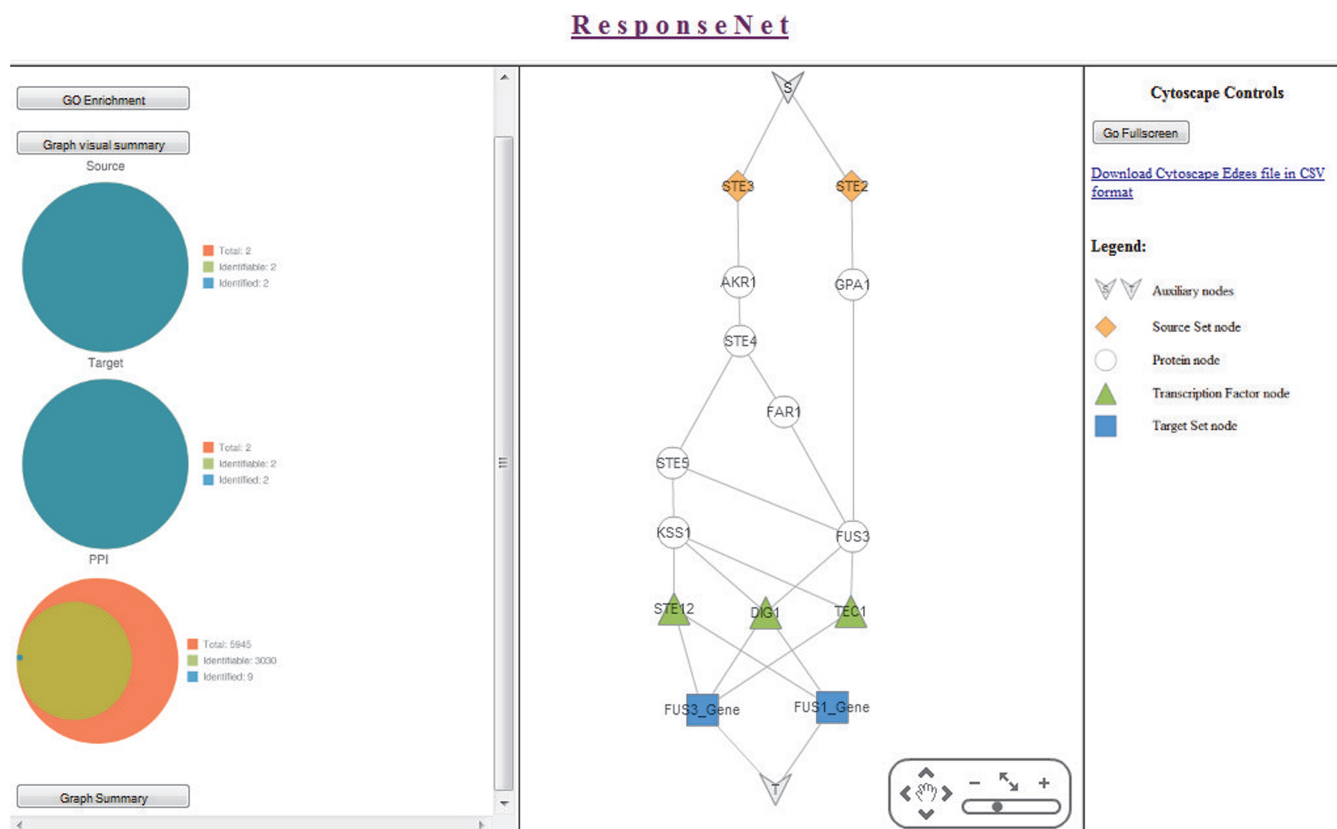 ResponseNet
GO Enrichment
Graph visual summary
Source
Total: 2
Identifiable: 2
Identified: 2
Target
Total: 2
Identifiable: 2
Identified: 2
PPI
Total: 5945
Identifiable: 3030
Identified: 9
Graph Summary
S
STE3
STE2
AKR1
GPA1
STE4
FAR1
STE5
KSS1
FUS3
STE12
DIG1
TEC1
FUS3_Gene
FUS1_Gene
T
Cytoscape Controls
Go Fullscreen
Download Cytoscape Edges file in CSV
format
Legend:
S T Auxiliary nodes
Source Set node
Protein node
Transcription Factor node
Target Set node